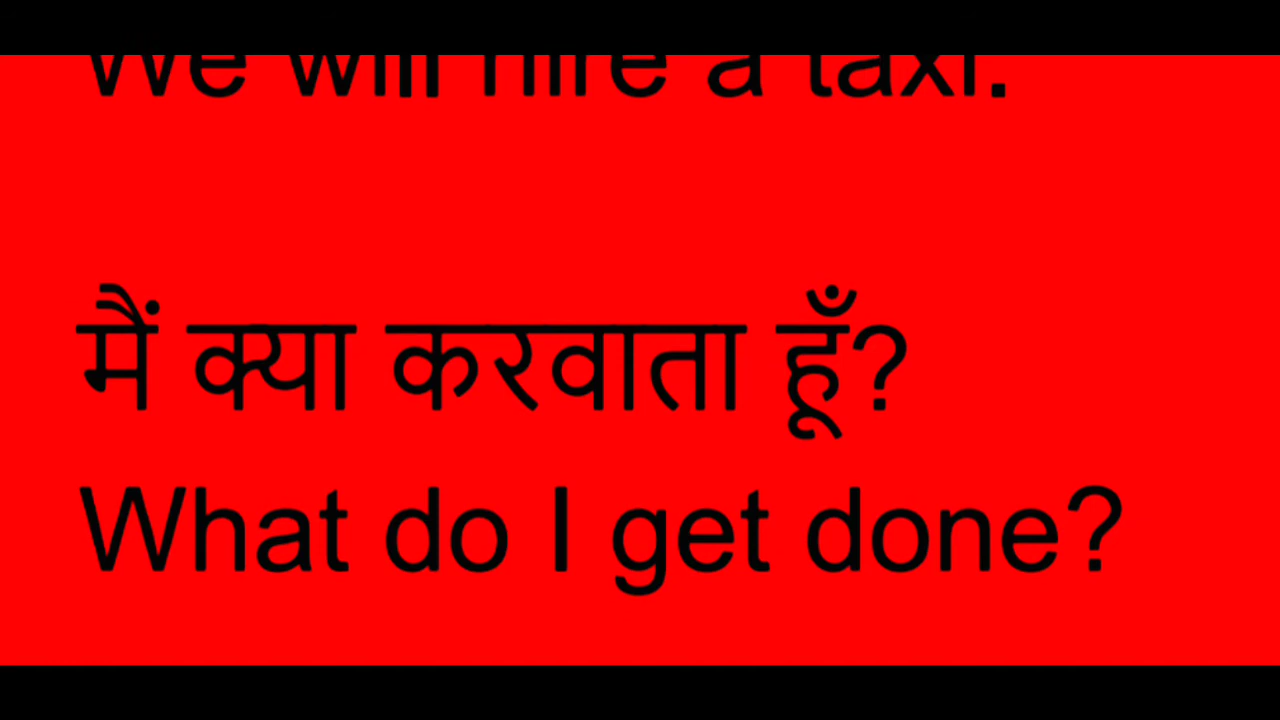 We will hire a taxi.
मैं क्या करवाता हूँ?
What do I get done?